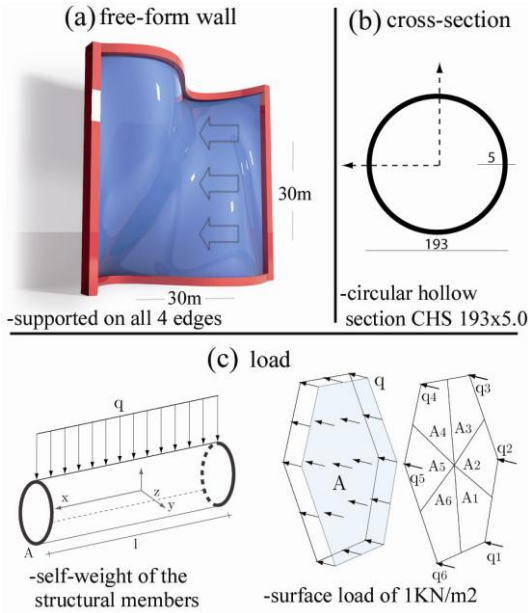 (a) free-form wall
30m
30m
-supported on all 4 edges
(b) cross-section
5
193
-circular hollow
section CHS 193x5.0
(c) load
q
x
z
y
A
l
-self-weight of the
structural members
q
A
q4
q3
A4
A3
q5
A5
A2
q2
A6
A1
q6
q1
-surface load of 1KN/m2